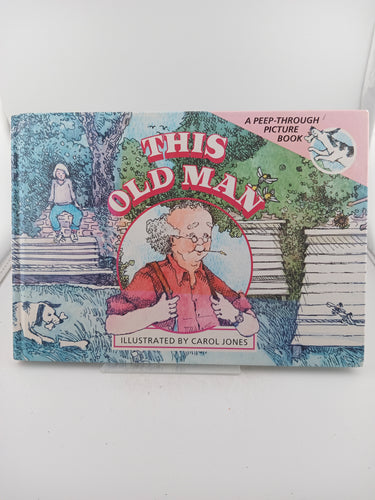 A PEEP-THROUGH
PICTURE
BOOK
THIS
OLD MAN
ILLUSTRATED BY CAROL JONES